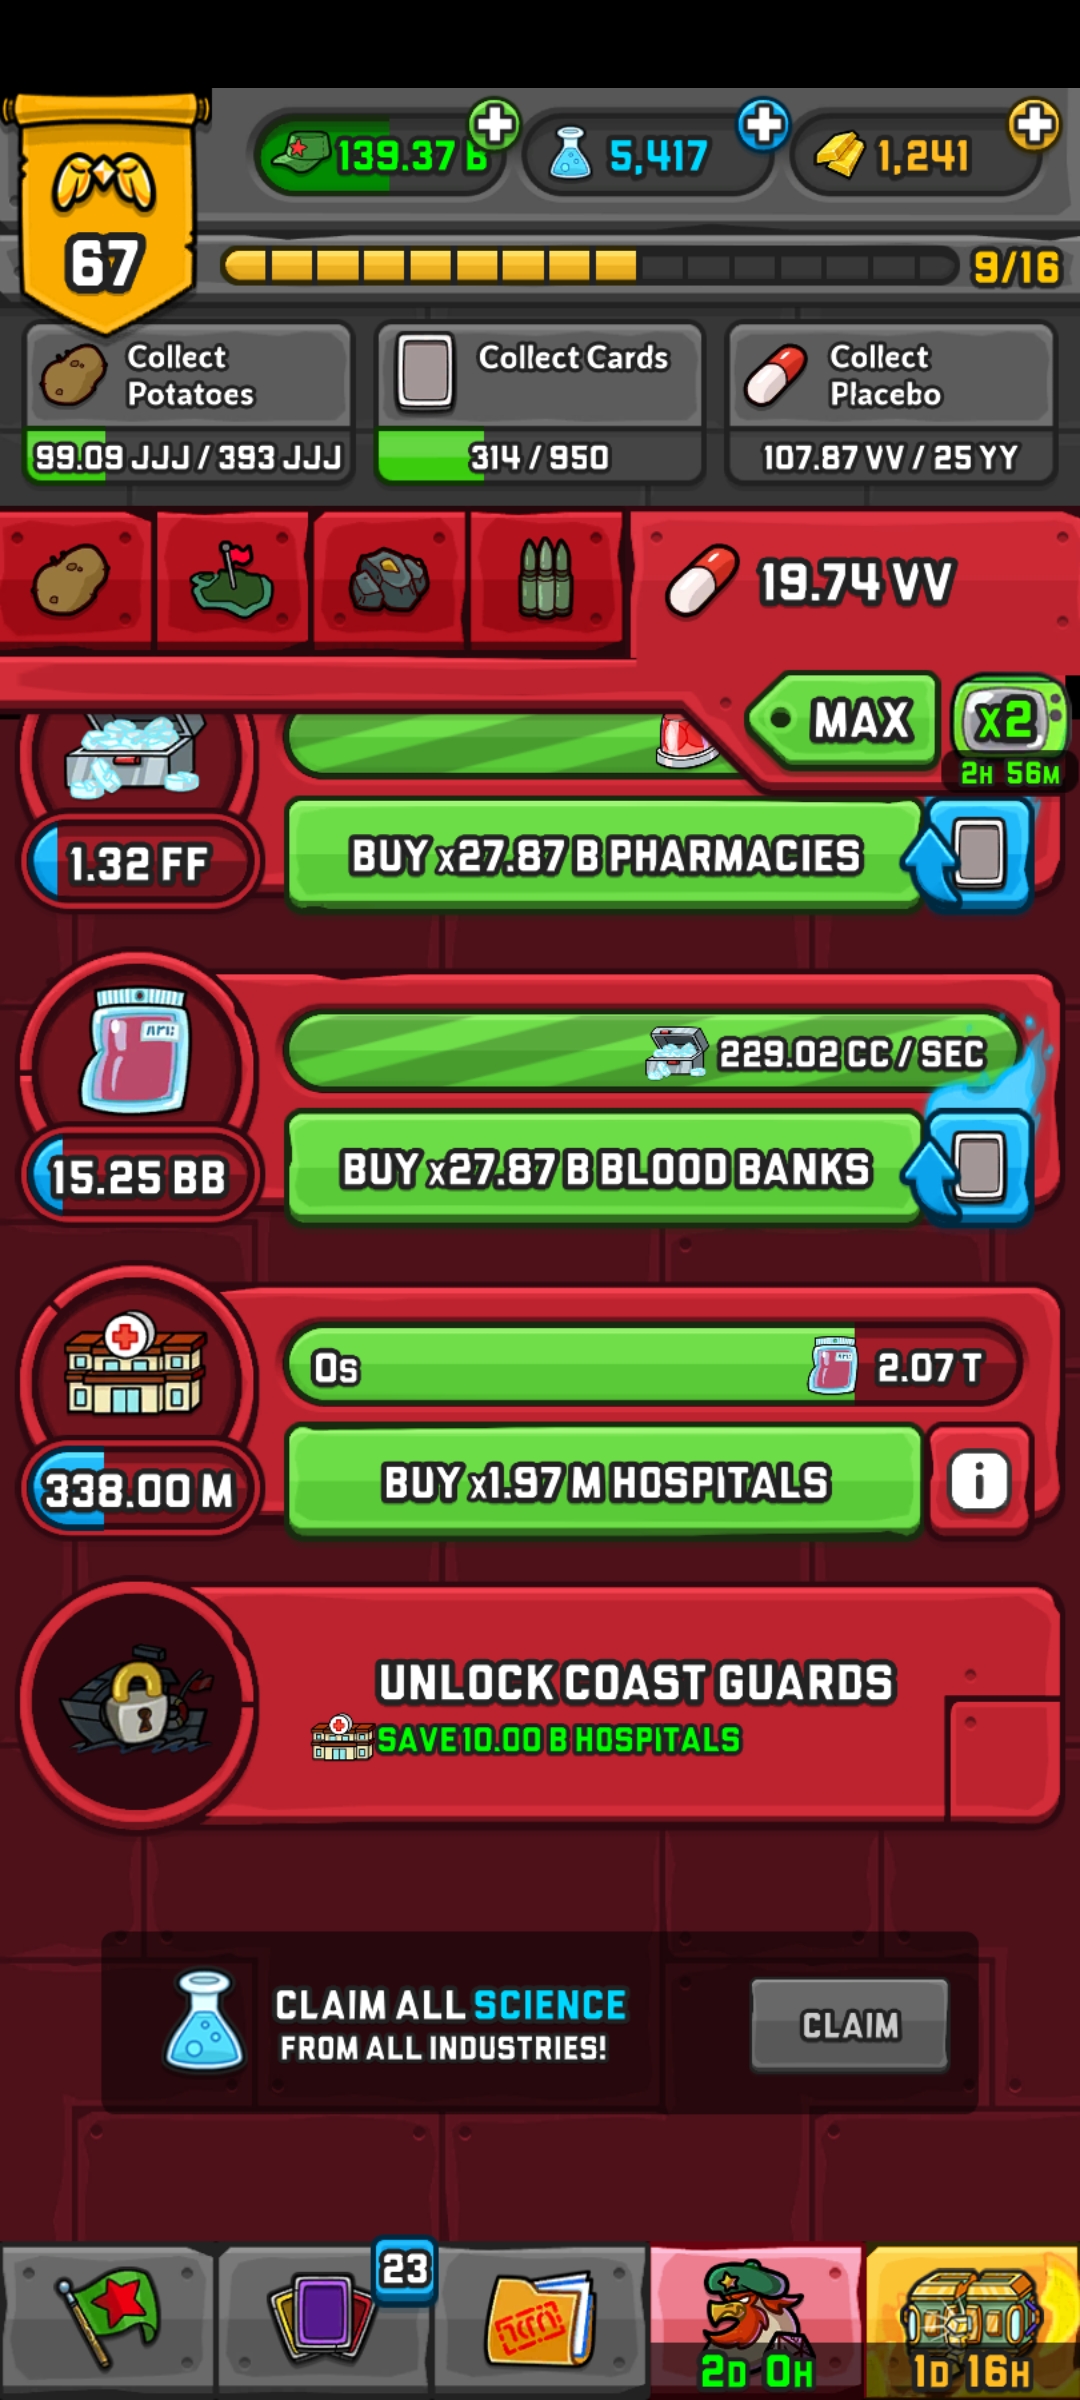 139.37 B
5,417
1,241
67
9/16
Collect
Potatoes
99.09 JJJ / 393 JJJ
Collect Cards
314 / 950
Collect
Placebo
107.87 VV / 25 YY
19.74 VV
MAX
x2
2H 56M
1.32 FF
BUY x27.87 B PHARMACIES
229.02 CC / SEC
15.25 BB
BUY x27.87 B BLOOD BANKS
0s
2.07 T
338.00 M
BUY x1.97 M HOSPITALS
i
UNLOCK COAST GUARDS
SAVE 10.00 B HOSPITALS
CLAIM ALL SCIENCE
FROM ALL INDUSTRIES!
CLAIM
23
2D 0H
1D 16H